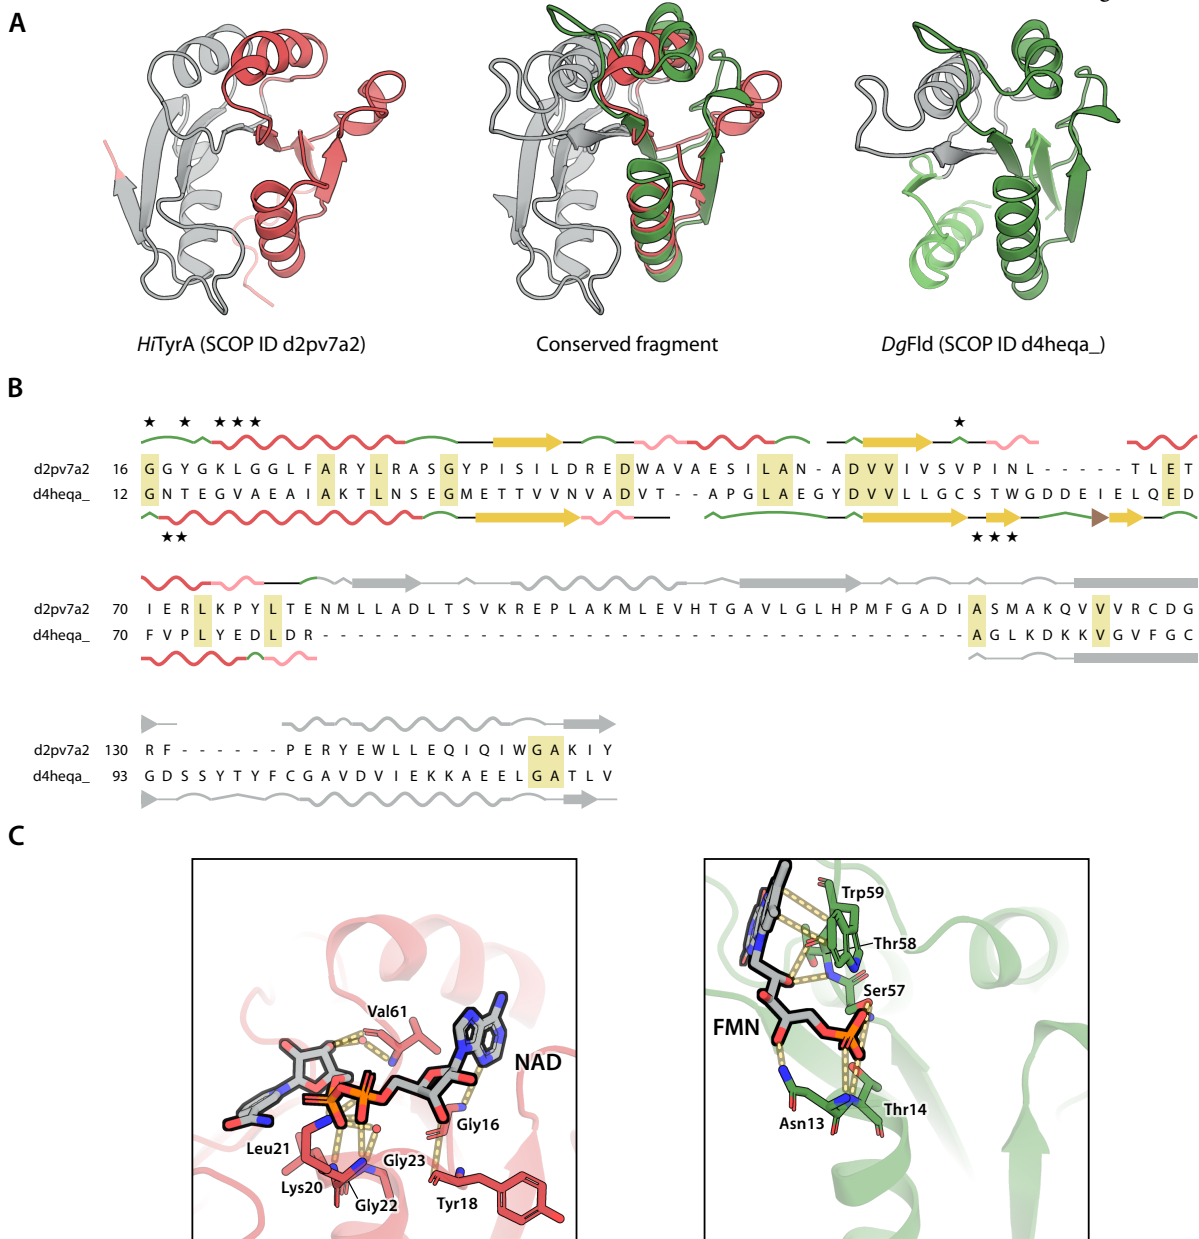 A
HiTyrA (SCOP ID d2pv7a2)
Conserved fragment
DgFld (SCOP ID d4heqa_)
B
★ ★ ★ ★ ★ ★
d2pv7a2 16 G G Y G K L G G L F A R Y L R A S G Y P I S I L D R E D W A V A E S I L A N - A D V V I V S V P I N L - - - - - T L E T
d4heqa_ 12 G N T E G V A E A I A K T L N S E G M E T T V V N V A D V T - - A P G L A E G Y D V V L L G C S T W G D D E I E L Q E D
★ ★ ★ ★ ★
d2pv7a2 70 I E R L K P Y L T E N M L L A D L T S V K R E P L A K M L E V H T G A V L G L H P M F G A D I A S M A K Q V V V R C D G
d4heqa_ 70 F V P L Y E D L D R - - - - - - - - - - - - - - - - - - - - - - - - - - - - - - - - - - - - - A G L K D K K V G V F G C
d2pv7a2 130 R F - - - - - - P E R Y E W L L E Q I Q I W G A K I Y
d4heqa_ 93 G D S S Y T Y F C G A V D V I E K K A E E L G A T L V
C
Val61
NAD
Gly16
Leu21
Gly23
Lys20
Gly22
Tyr18
Trp59
Thr58
Ser57
FMN
Thr14
Asn13